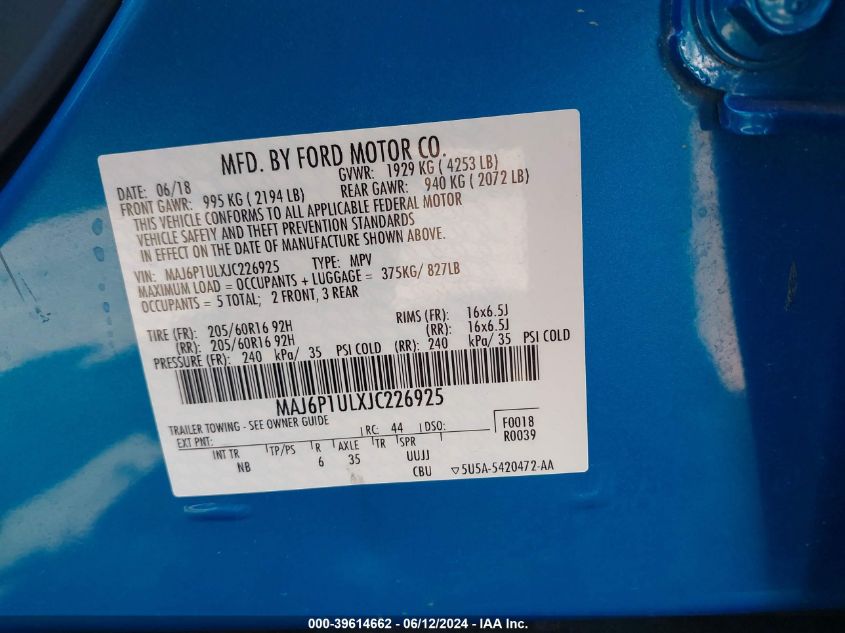 MFD. BY FORD MOTOR CO.
DATE: 06/18 GVWR: 1929 KG ( 4253 LB)
FRONT GAWR: 995 KG ( 2194 LB) REAR GAWR: 940 KG ( 2072 LB)
THIS VEHICLE CONFORMS TO ALL APPLICABLE FEDERAL MOTOR
VEHICLE SAFETY AND THEFT PREVENTION STANDARDS
IN EFFECT ON THE DATE OF MANUFACTURE SHOWN ABOVE.
VIN: MAJ6P1ULXJC226925 TYPE: MPV
MAXIMUM LOAD = OCCUPANTS + LUGGAGE = 375KG/ 827LB
OCCUPANTS = 5 TOTAL; 2 FRONT, 3 REAR
TIRE (FR): 205/60R16 92H RIMS (FR): 16x6.5J
(RR): 205/60R16 92H (RR): 16x6.5J
PRESSURE (FR): 240 kPa/ 35 PSI COLD (RR): 240 kPa/ 35 PSI COLD
MAJ6P1ULXJC226925
TRAILER TOWING - SEE OWNER GUIDE
EXT PNT: RC: 44 DSO: F0018
R0039
INT TR TP/PS R AXLE TR SPR
NB 6 35 UUJJ
CBU 5U5A-5420472-AA
000-39614662 - 06/12/2024 - IAA Inc.